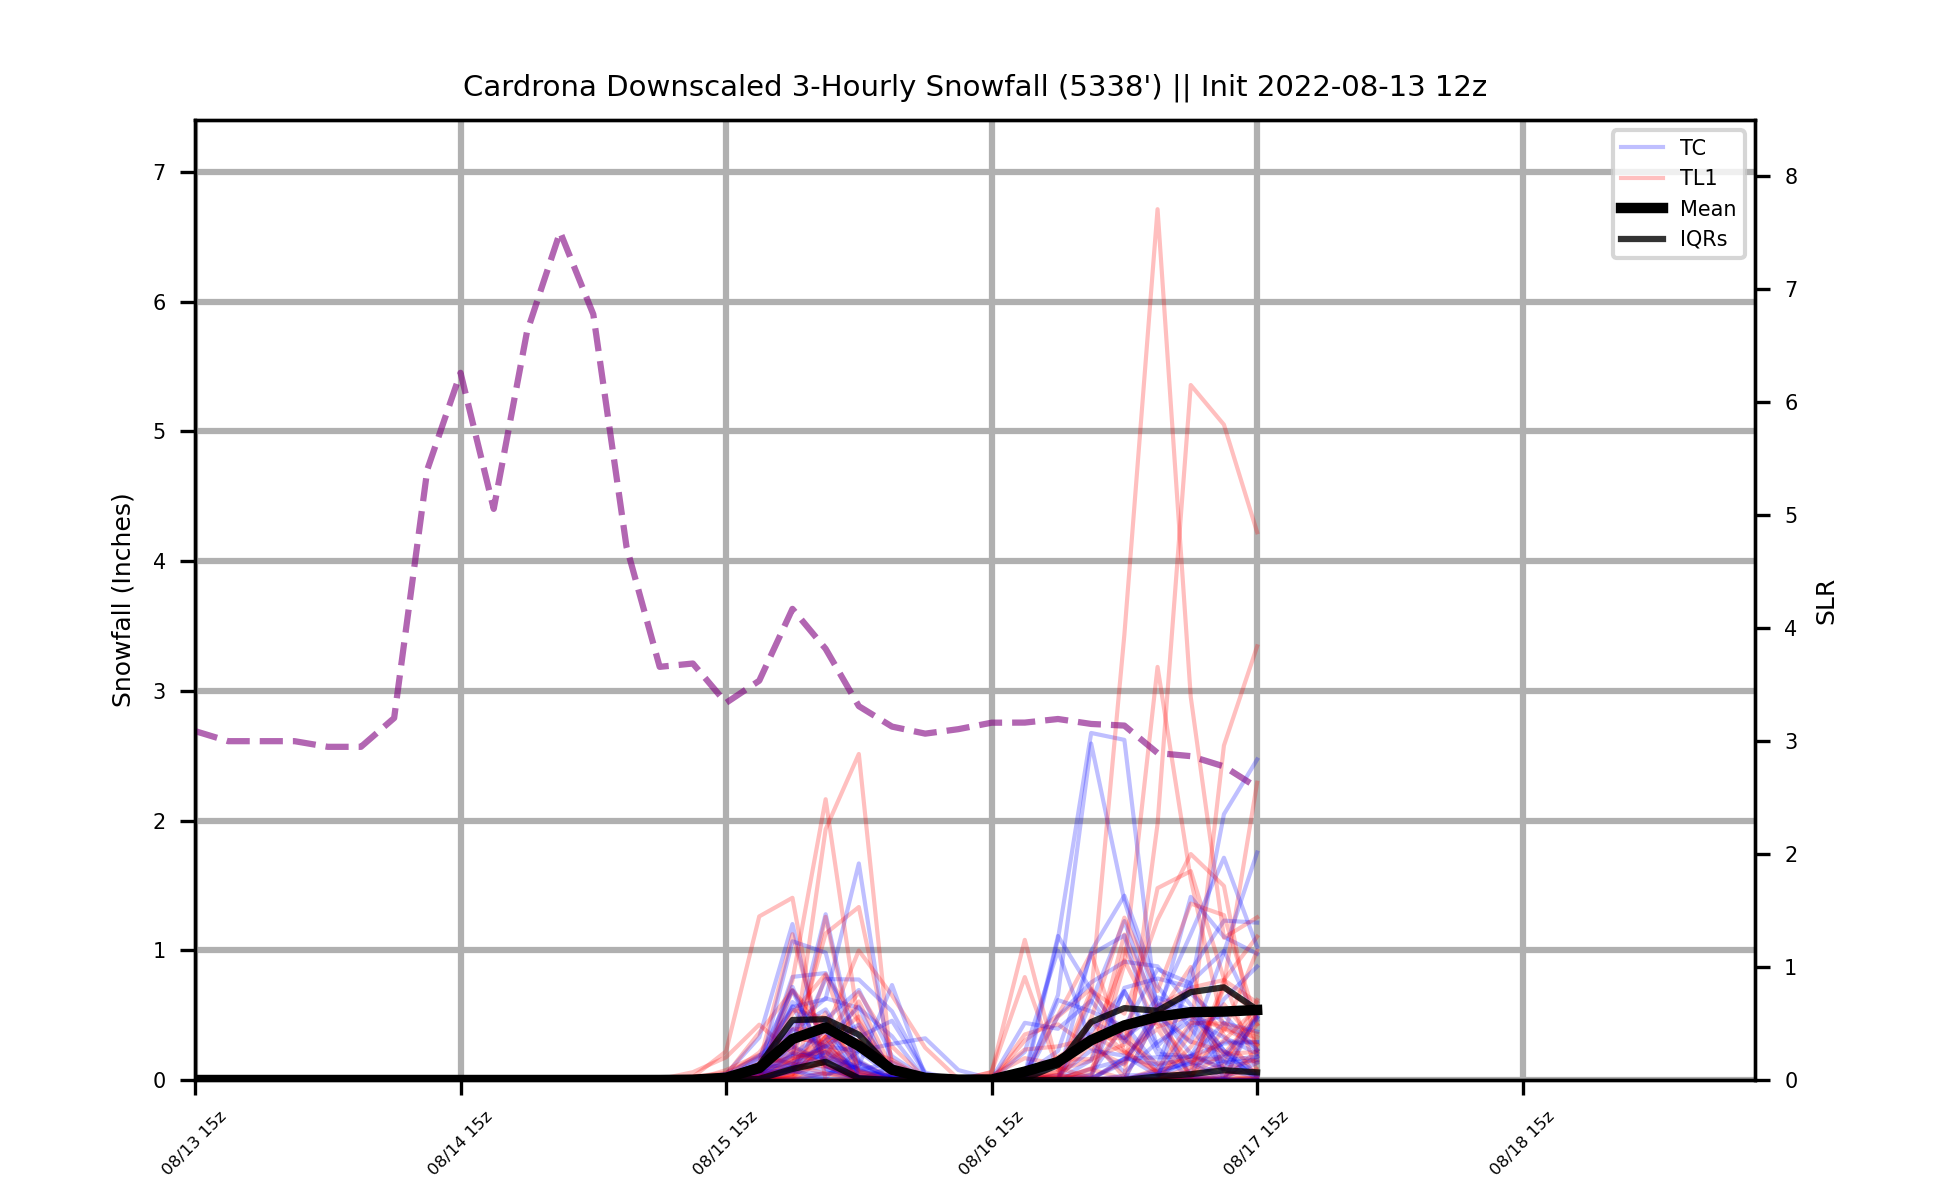 Cardrona Downscaled 3-Hourly Snowfall (5338') || Init 2022-08-13 12z
TC
TL1
Mean
IQRs
Snowfall (Inches)
7
6
5
4
3
2
1
0
SLR
8
7
6
5
4
3
2
1
0
08/13 15z
08/14 15z
08/15 15z
08/16 15z
08/17 15z
08/18 15z